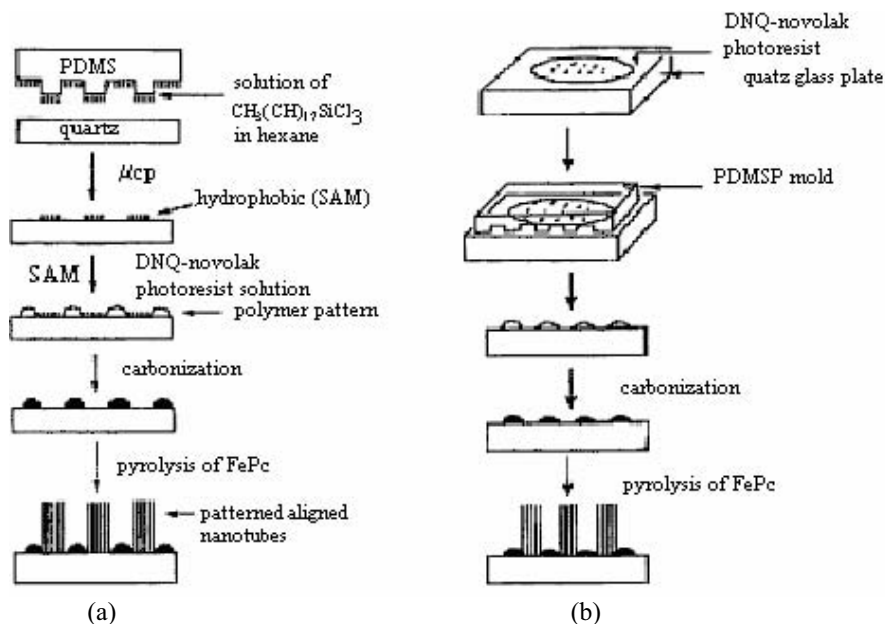 PDMS
solution of
CH₃(CH)₁₇SiCl₃
in hexane
quartz
μcp
hydrophobic (SAM)
SAM
DNQ-novolak
photoresist solution
polymer pattern
carbonization
pyrolysis of FePc
patterned aligned
nanotubes
(a)
DNQ-novolak
photoresist
quatz glass plate
PDMSP mold
carbonization
pyrolysis of FePc
(b)